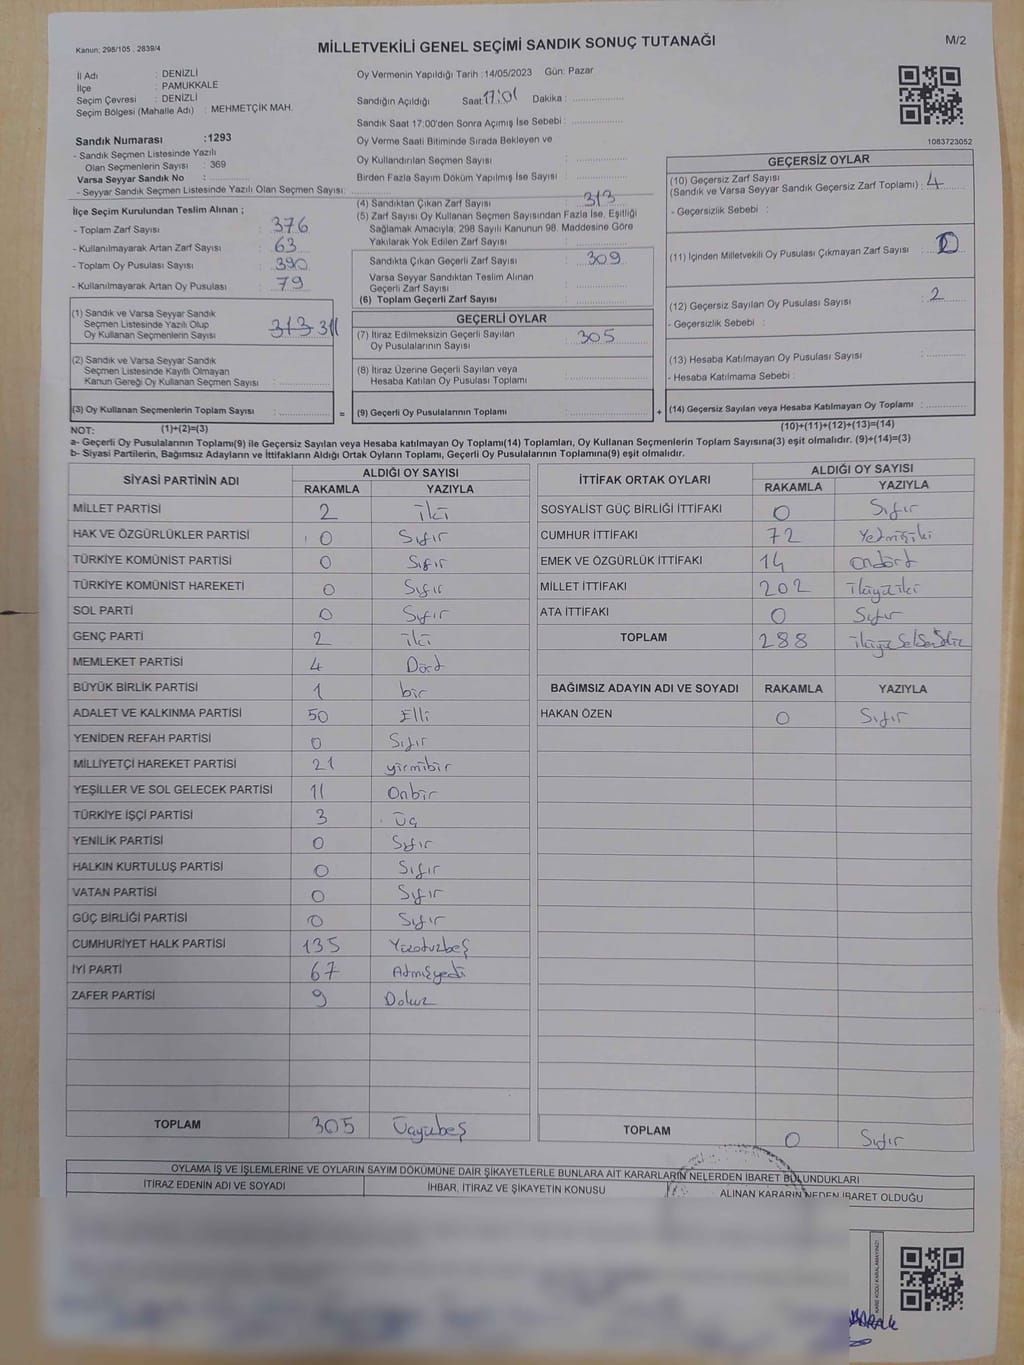 Kanun; 298/105 , 2839/4
MİLLETVEKİLİ GENEL SEÇİMİ SANDIK SONUÇ TUTANAĞI
M/2
İl Adı : DENİZLİ
İlçe : PAMUKKALE
Seçim Çevresi : DENİZLİ
Seçim Bölgesi (Mahalle Adı) : MEHMETÇİK MAH.
Oy Vermenin Yapıldığı Tarih :14/05/2023 Gün: Pazar
Sandığın Açıldığı Saat 17:01 Dakika : ................
Sandık Saat 17:00'den Sonra Açımış İse Sebebi : ................
Oy Verme Saati Bitiminde Sırada Bekleyen ve
Oy Kullandırılan Seçmen Sayısı : ................
Birden Fazla Sayım Döküm Yapılmış İse Sayısı : ................
1083723052
Sandık Numarası :1293
- Sandık Seçmen Listesinde Yazılı
Olan Seçmenlerin Sayısı : 369
Varsa Seyyar Sandık No : ................
- Seyyar Sandık Seçmen Listesinde Yazılı Olan Seçmen Sayısı: ................
İlçe Seçim Kurulundan Teslim Alınan ;
- Toplam Zarf Sayısı : 376
- Kullanılmayarak Artan Zarf Sayısı : 63
- Toplam Oy Pusulası Sayısı : 390
- Kullanılmayarak Artan Oy Pusulası : 79
(1) Sandık ve Varsa Seyyar Sandık
Seçmen Listesinde Yazılı Olup
Oy Kullanan Seçmenlerin Sayısı : 313 311
(2) Sandık ve Varsa Seyyar Sandık
Seçmen Listesinde Kayıtlı Olmayan
Kanun Gereği Oy Kullanan Seçmen Sayısı : ................
(3) Oy Kullanan Seçmenlerin Toplam Sayısı : ................ =
(4) Sandıktan Çıkan Zarf Sayısı : 313
(5) Zarf Sayısı Oy Kullanan Seçmen Sayısından Fazla İse, Eşitliği
Sağlamak Amacıyla, 298 Sayılı Kanunun 98. Maddesine Göre
Yakılarak Yok Edilen Zarf Sayısı : ................
Sandıkta Çıkan Geçerli Zarf Sayısı : 309
Varsa Seyyar Sandıktan Teslim Alınan
Geçerli Zarf Sayısı : ................
(6) Toplam Geçerli Zarf Sayısı : ................
GEÇERLİ OYLAR
(7) İtiraz Edilmeksizin Geçerli Sayılan
Oy Pusulalarının Sayısı : 305
(8) İtiraz Üzerine Geçerli Sayılan veya
Hesaba Katılan Oy Pusulası Toplamı : ................
(9) Geçerli Oy Pusulalarının Toplamı : ................ +
GEÇERSİZ OYLAR
(10) Geçersiz Zarf Sayısı
(Sandık ve Varsa Seyyar Sandık Geçersiz Zarf Toplamı) : 4
- Geçersizlik Sebebi :
(11) İçinden Milletvekili Oy Pusulası Çıkmayan Zarf Sayısı : 0
(12) Geçersiz Sayılan Oy Pusulası Sayısı : 2
- Geçersizlik Sebebi :
(13) Hesaba Katılmayan Oy Pusulası Sayısı : ................
- Hesaba Katılmama Sebebi :
(14) Geçersiz Sayılan veya Hesaba Katılmayan Oy Pusulası Toplamı : ................
NOT: (1)+(2)=(3) (10)+(11)+(12)+(13)=(14)
a- Geçerli Oy Pusulalarının Toplamı(9) ile Geçersiz Sayılan veya Hesaba katılmayan Oy Toplamı(14) Toplamları, Oy Kullanan Seçmenlerin Toplam Sayısına(3) eşit olmalıdır. (9)+(14)=(3)
b- Siyasi Partilerin, Bağımsız Adayların ve İttifakların Aldığı Ortak Oyların Toplamı, Geçerli Oy Pusulalarının Toplamına(9) eşit olmalıdır.
SİYASİ PARTİNİN ADI ALDIĞI OY SAYISI
RAKAMLA YAZIYLA
MİLLET PARTİSİ 2 iki
HAK VE ÖZGÜRLÜKLER PARTİSİ 0 Sıfır
TÜRKİYE KOMÜNİST PARTİSİ 0 Sıfır
TÜRKİYE KOMÜNİST HAREKETİ 0 Sıfır
SOL PARTİ 0 Sıfır
GENÇ PARTİ 2 iki
MEMLEKET PARTİSİ 4 Dört
BÜYÜK BİRLİK PARTİSİ 1 bir
ADALET VE KALKINMA PARTİSİ 50 Elli
YENİDEN REFAH PARTİSİ 0 Sıfır
MİLLİYETÇİ HAREKET PARTİSİ 21 yirmibir
YEŞİLLER VE SOL GELECEK PARTİSİ 11 Onbir
TÜRKİYE İŞÇİ PARTİSİ 3 üç
YENİLİK PARTİSİ 0 Sıfır
HALKIN KURTULUŞ PARTİSİ 0 Sıfır
VATAN PARTİSİ 0 Sıfır
GÜÇ BİRLİĞİ PARTİSİ 0 Sıfır
CUMHURİYET HALK PARTİSİ 135 Yüzotuzbeş
İYİ PARTİ 67 Atmışyedi
ZAFER PARTİSİ 9 Dokuz
TOPLAM 305 Üçyüzbeş
İTTİFAK ORTAK OYLARI ALDIĞI OY SAYISI
RAKAMLA YAZIYLA
SOSYALİST GÜÇ BİRLİĞİ İTTİFAKI 0 Sıfır
CUMHUR İTTİFAKI 72 Yetmişiki
EMEK VE ÖZGÜRLÜK İTTİFAKI 14 ondört
MİLLET İTTİFAKI 202 ikiyüziki
ATA İTTİFAKI 0 Sıfır
TOPLAM 288 ikiyüzSeksenSekiz
BAĞIMSIZ ADAYIN ADI VE SOYADI RAKAMLA YAZIYLA
HAKAN ÖZEN 0 Sıfır
TOPLAM 0 Sıfır
OYLAMA İŞ VE İŞLEMLERİNE VE OYLARIN SAYIM DÖKÜMÜNE DAİR ŞİKAYETLERLE BUNLARA AİT KARARLARIN NELERDEN İBARET BULUNDUKLARI
İTİRAZ EDENİN ADI VE SOYADI İHBAR, İTİRAZ VE ŞİKAYETİN KONUSU ALINAN KARARIN NEDEN İBARET OLDUĞU
KARE KODU KARALAMAYINIZ!